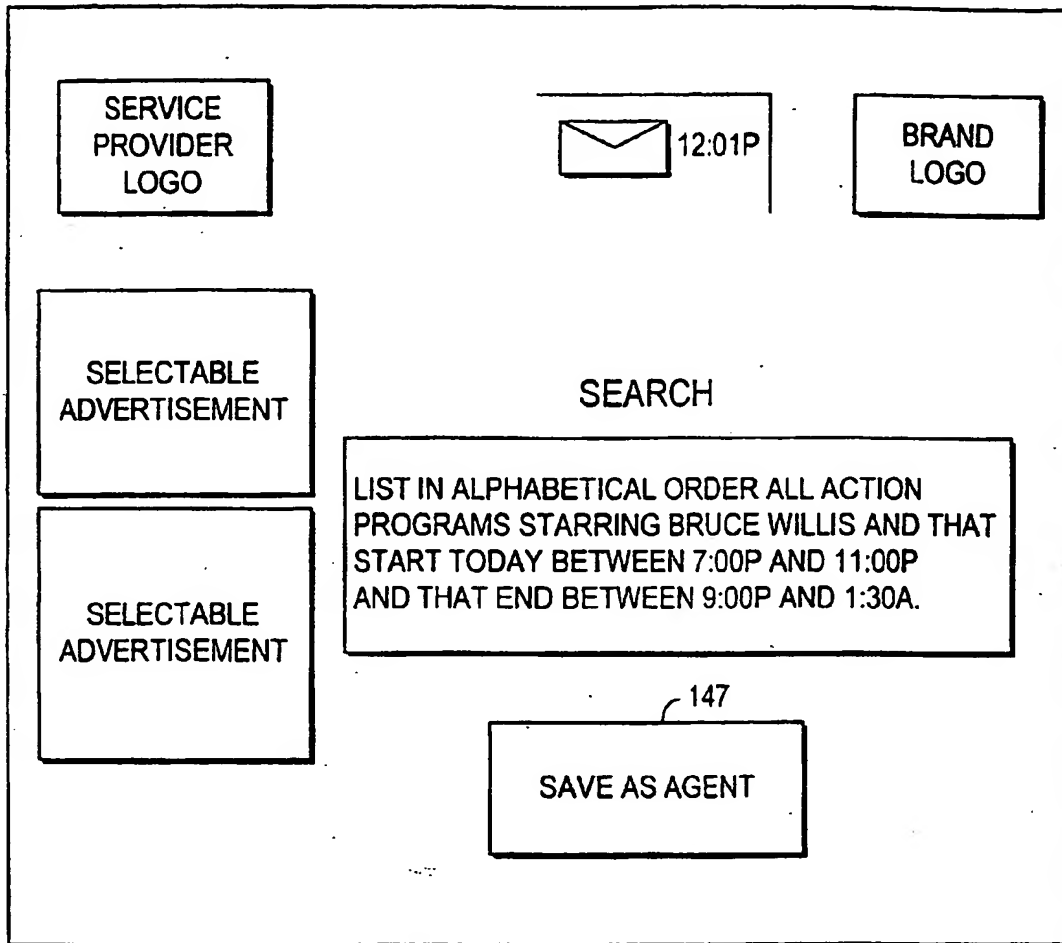 SERVICE
PROVIDER
LOGO
12:01P
BRAND
LOGO
SELECTABLE
ADVERTISEMENT
SEARCH
LIST IN ALPHABETICAL ORDER ALL ACTION
PROGRAMS STARRING BRUCE WILLIS AND THAT
START TODAY BETWEEN 7:00P AND 11:00P
AND THAT END BETWEEN 9:00P AND 1:30A.
SELECTABLE
ADVERTISEMENT
147
SAVE AS AGENT